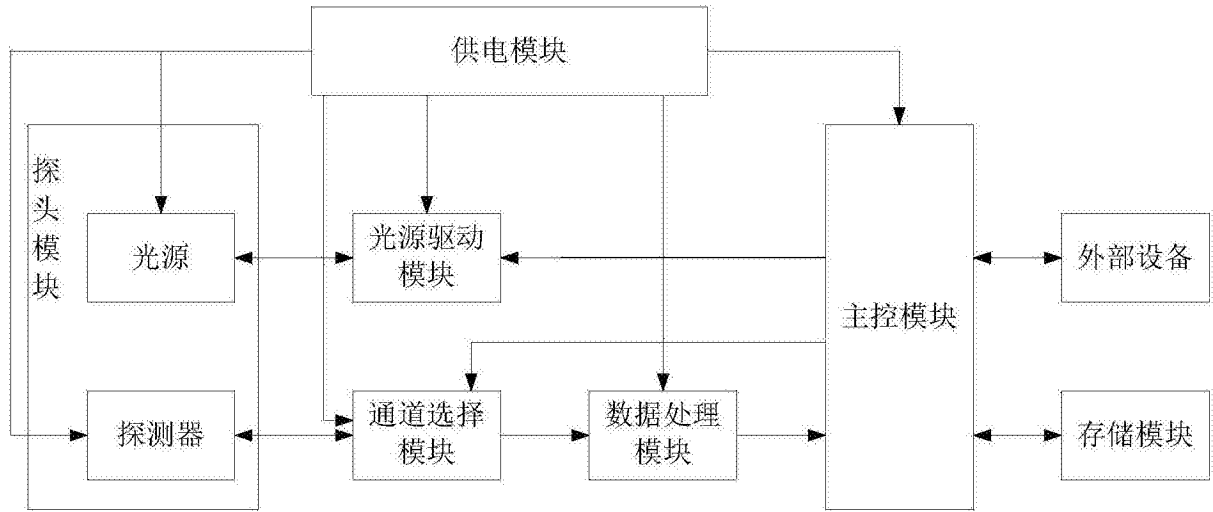 供电模块
探头模块
光源
光源驱动
模块
主控模块
外部设备
探测器
通道选择
模块
数据处理
模块
存储模块